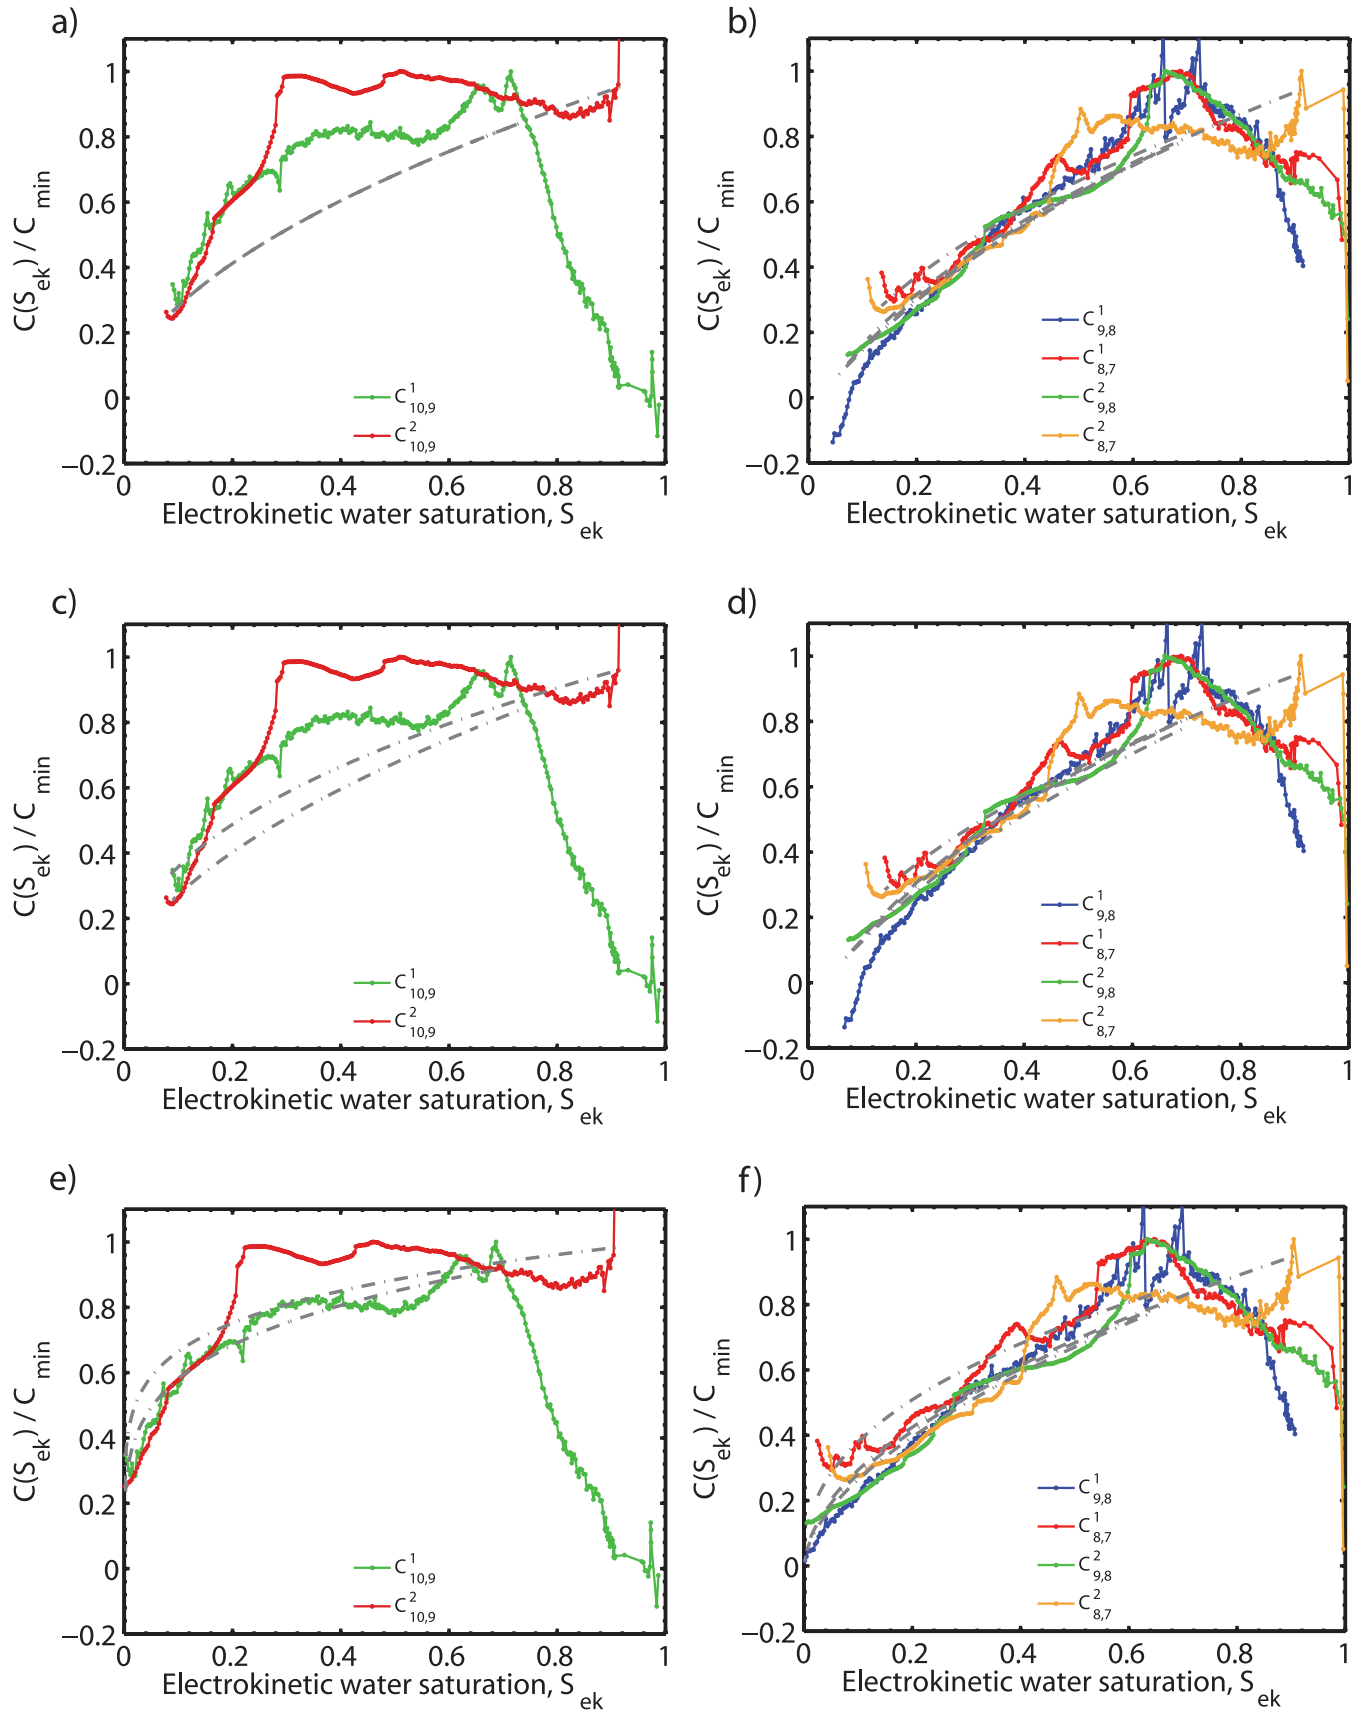 a)
C(S_ek) / C_min
1
0.8
0.6
0.4
0.2
0
−0.2
0 0.2 0.4 0.6 0.8 1
C^1_10,9
C^2_10,9
Electrokinetic water saturation, S_ek
b)
C(S_ek) / C_min
1
0.8
0.6
0.4
0.2
0
−0.2
0 0.2 0.4 0.6 0.8 1
C^1_9,8
C^1_8,7
C^2_9,8
C^2_8,7
Electrokinetic water saturation, S_ek
c)
C(S_ek) / C_min
1
0.8
0.6
0.4
0.2
0
−0.2
0 0.2 0.4 0.6 0.8 1
C^1_10,9
C^2_10,9
Electrokinetic water saturation, S_ek
d)
C(S_ek) / C_min
1
0.8
0.6
0.4
0.2
0
−0.2
0 0.2 0.4 0.6 0.8 1
C^1_9,8
C^1_8,7
C^2_9,8
C^2_8,7
Electrokinetic water saturation, S_ek
e)
C(S_ek) / C_min
1
0.8
0.6
0.4
0.2
0
−0.2
0 0.2 0.4 0.6 0.8 1
C^1_10,9
C^2_10,9
Electrokinetic water saturation, S_ek
f)
C(S_ek) / C_min
1
0.8
0.6
0.4
0.2
0
−0.2
0 0.2 0.4 0.6 0.8 1
C^1_9,8
C^1_8,7
C^2_9,8
C^2_8,7
Electrokinetic water saturation, S_ek